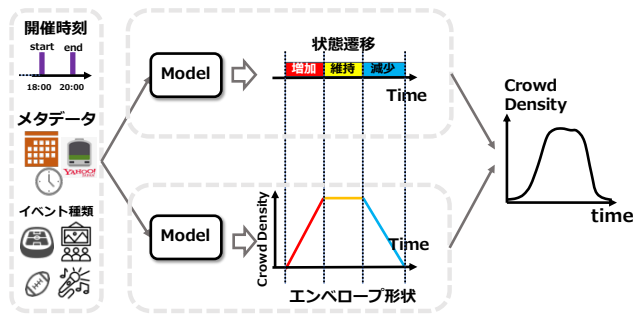 開催時刻
start end
18:00 20:00
メタデータ
YAHOO!
JAPAN
イベント種類
Model
状態遷移
増加 維持 減少
Time
Model
Crowd Density
Time
エンベロープ形状
Crowd
Density
time